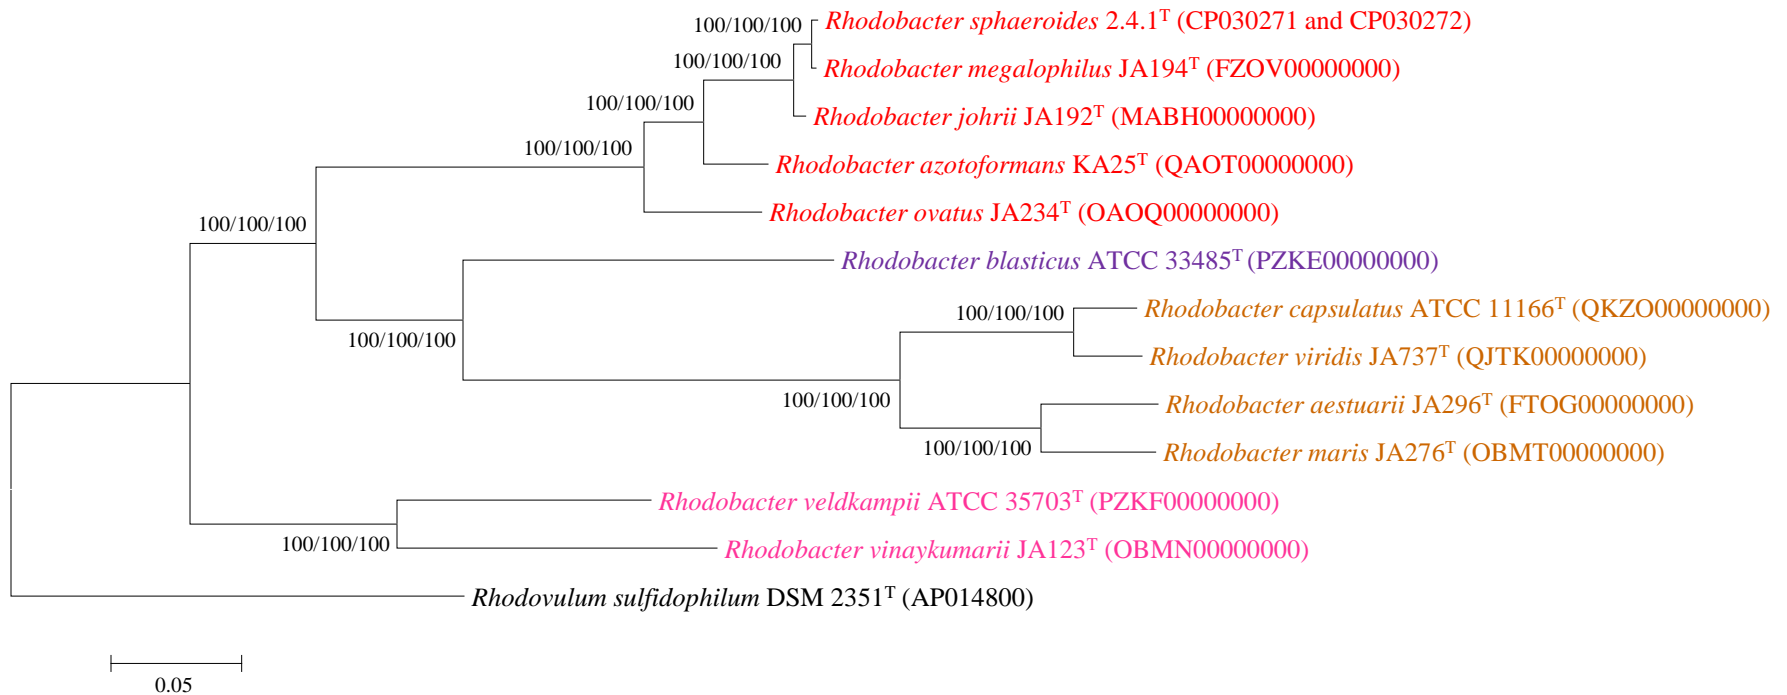 100/100/100 Rhodobacter sphaeroides 2.4.1ᵀ (CP030271 and CP030272)
100/100/100 Rhodobacter megalophilus JA194ᵀ (FZOV00000000)
100/100/100 Rhodobacter johrii JA192ᵀ (MABH00000000)
100/100/100 Rhodobacter azotoformans KA25ᵀ (QAOT00000000)
100/100/100 Rhodobacter ovatus JA234ᵀ (OAOQ00000000)
Rhodobacter blasticus ATCC 33485ᵀ (PZKE00000000)
100/100/100 Rhodobacter capsulatus ATCC 11166ᵀ (QKZO00000000)
100/100/100 Rhodobacter viridis JA737ᵀ (QJTK00000000)
100/100/100 Rhodobacter aestuarii JA296ᵀ (FTOG00000000)
100/100/100 Rhodobacter maris JA276ᵀ (OBMT00000000)
Rhodobacter veldkampii ATCC 35703ᵀ (PZKF00000000)
100/100/100 Rhodobacter vinaykumarii JA123ᵀ (OBMN00000000)
Rhodovulum sulfidophilum DSM 2351ᵀ (AP014800)
0.05